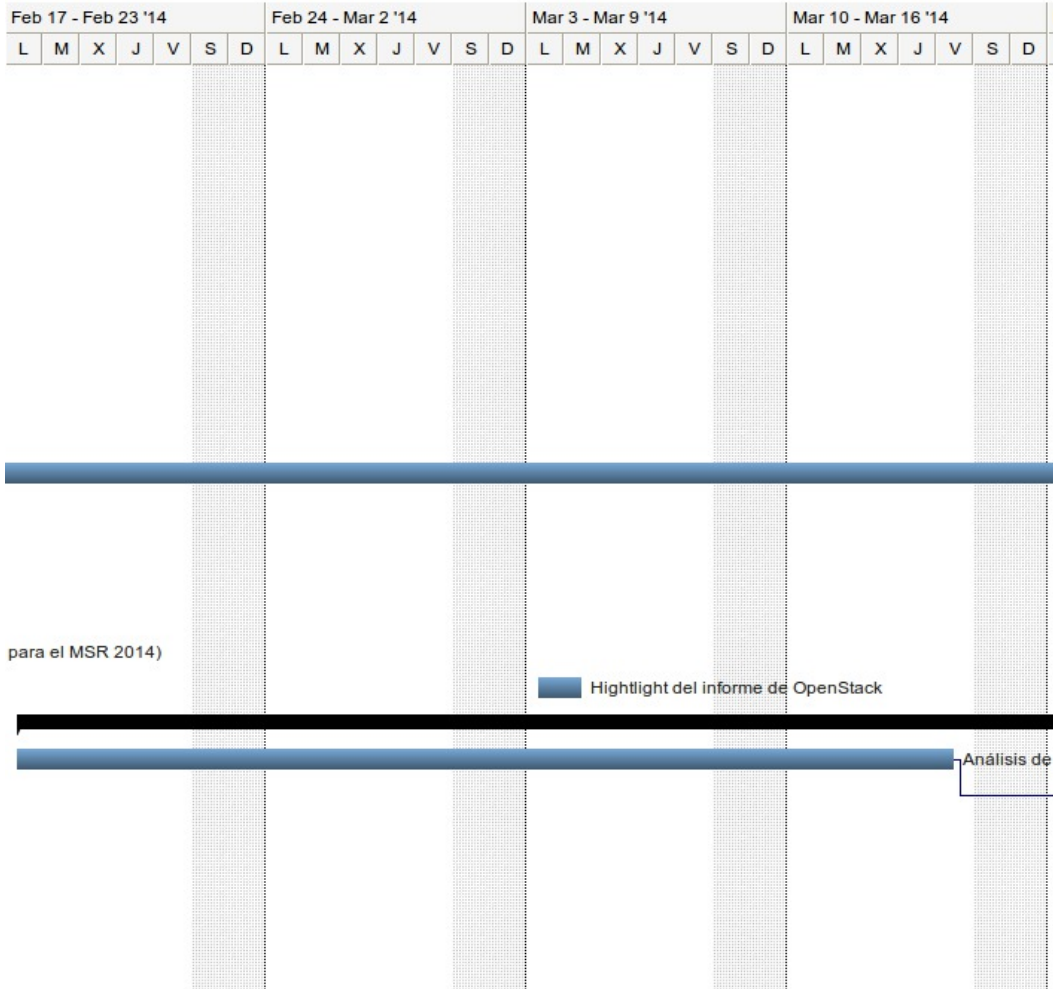 Feb 17 - Feb 23 '14 Feb 24 - Mar 2 '14 Mar 3 - Mar 9 '14 Mar 10 - Mar 16 '14
L M X J V S D L M X J V S D L M X J V S D L M X J V S D
para el MSR 2014)
Hightlight del informe de OpenStack
Análisis de